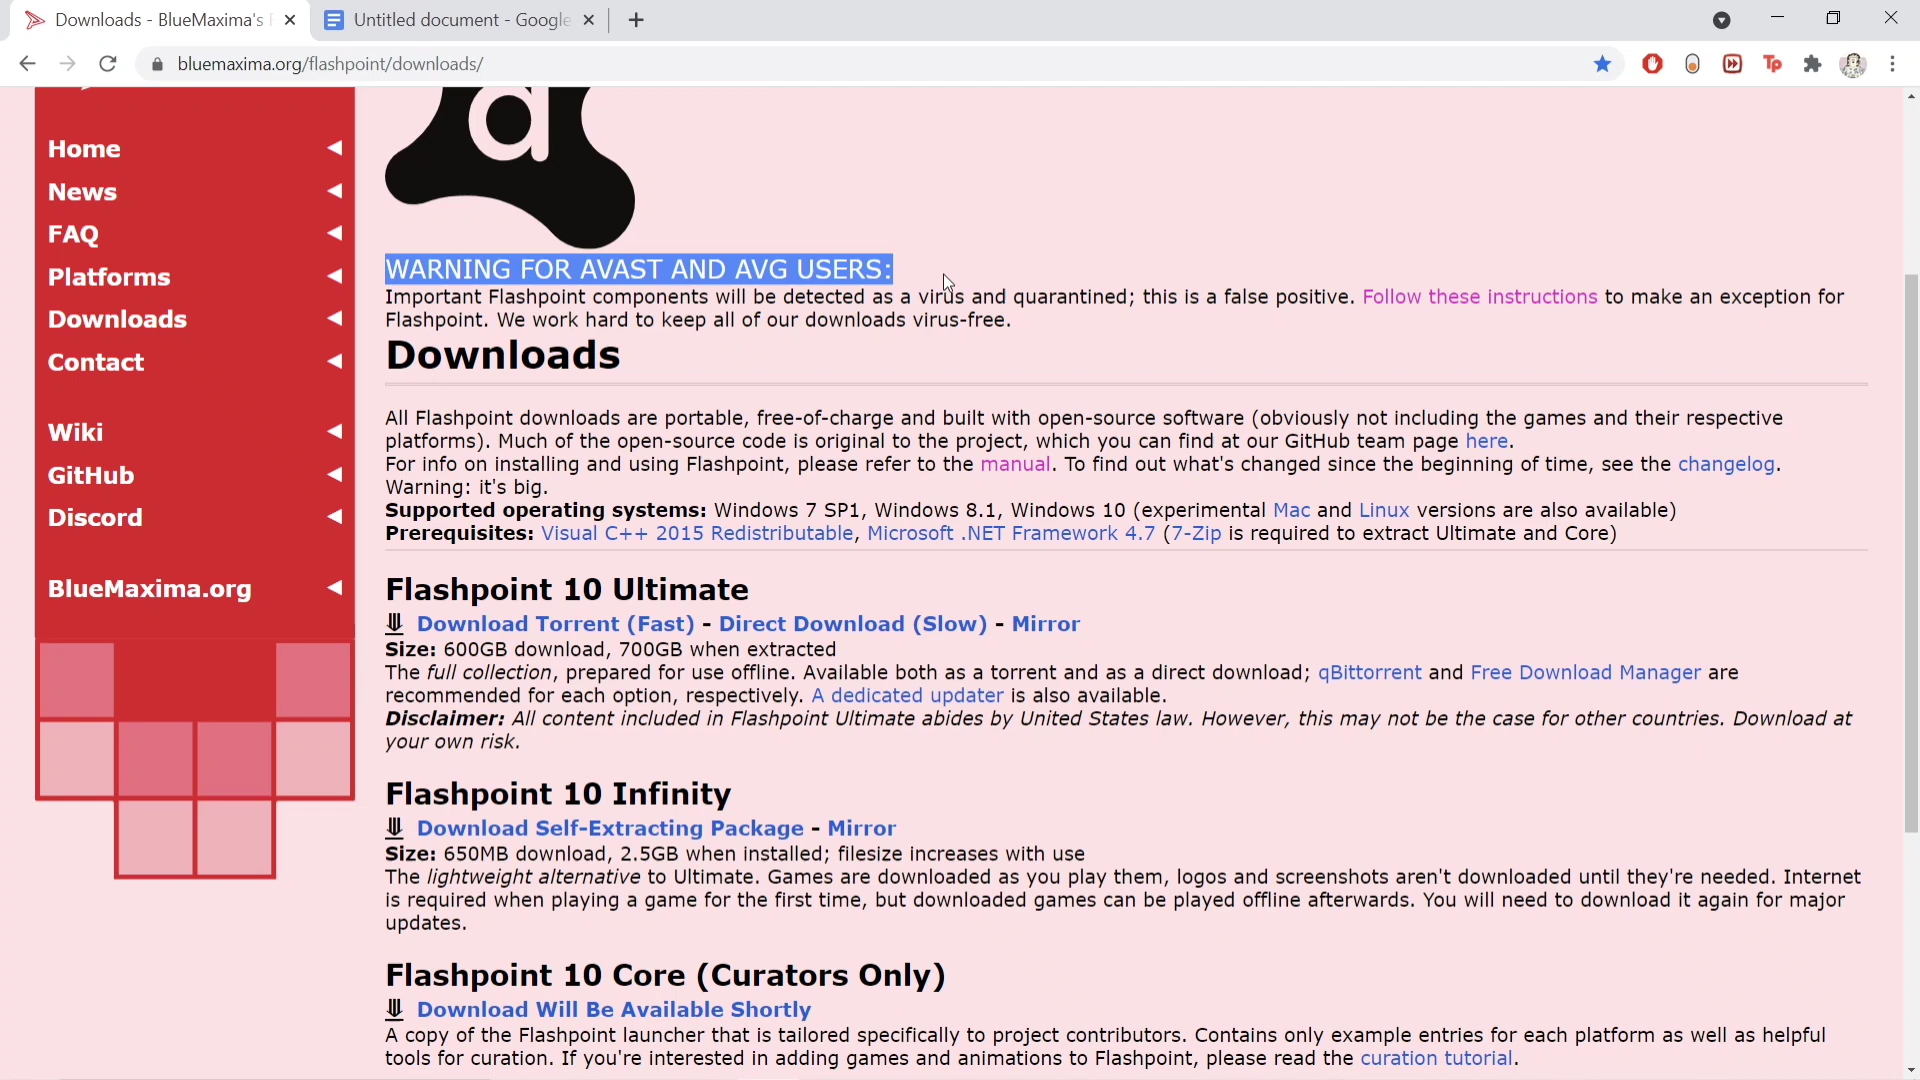 Downloads - BlueMaxima's
Untitled document - Google
bluemaxima.org/flashpoint/downloads/
Tp
Home
News
FAQ
Platforms
Downloads
Contact
Wiki
GitHub
Discord
BlueMaxima.org
a
WARNING FOR AVAST AND AVG USERS:
Important Flashpoint components will be detected as a virus and quarantined; this is a false positive. Follow these instructions to make an exception for
Flashpoint. We work hard to keep all of our downloads virus-free.
Downloads
All Flashpoint downloads are portable, free-of-charge and built with open-source software (obviously not including the games and their respective
platforms). Much of the open-source code is original to the project, which you can find at our GitHub team page here.
For info on installing and using Flashpoint, please refer to the manual. To find out what's changed since the beginning of time, see the changelog.
Warning: it's big.
Supported operating systems: Windows 7 SP1, Windows 8.1, Windows 10 (experimental Mac and Linux versions are also available)
Prerequisites: Visual C++ 2015 Redistributable, Microsoft .NET Framework 4.7 (7-Zip is required to extract Ultimate and Core)
Flashpoint 10 Ultimate
Download Torrent (Fast) - Direct Download (Slow) - Mirror
Size: 600GB download, 700GB when extracted
The full collection, prepared for use offline. Available both as a torrent and as a direct download; qBittorrent and Free Download Manager are
recommended for each option, respectively. A dedicated updater is also available.
Disclaimer: All content included in Flashpoint Ultimate abides by United States law. However, this may not be the case for other countries. Download at
your own risk.
Flashpoint 10 Infinity
Download Self-Extracting Package - Mirror
Size: 650MB download, 2.5GB when installed; filesize increases with use
The lightweight alternative to Ultimate. Games are downloaded as you play them, logos and screenshots aren't downloaded until they're needed. Internet
is required when playing a game for the first time, but downloaded games can be played offline afterwards. You will need to download it again for major
updates.
Flashpoint 10 Core (Curators Only)
Download Will Be Available Shortly
A copy of the Flashpoint launcher that is tailored specifically to project contributors. Contains only example entries for each platform as well as helpful
tools for curation. If you're interested in adding games and animations to Flashpoint, please read the curation tutorial.